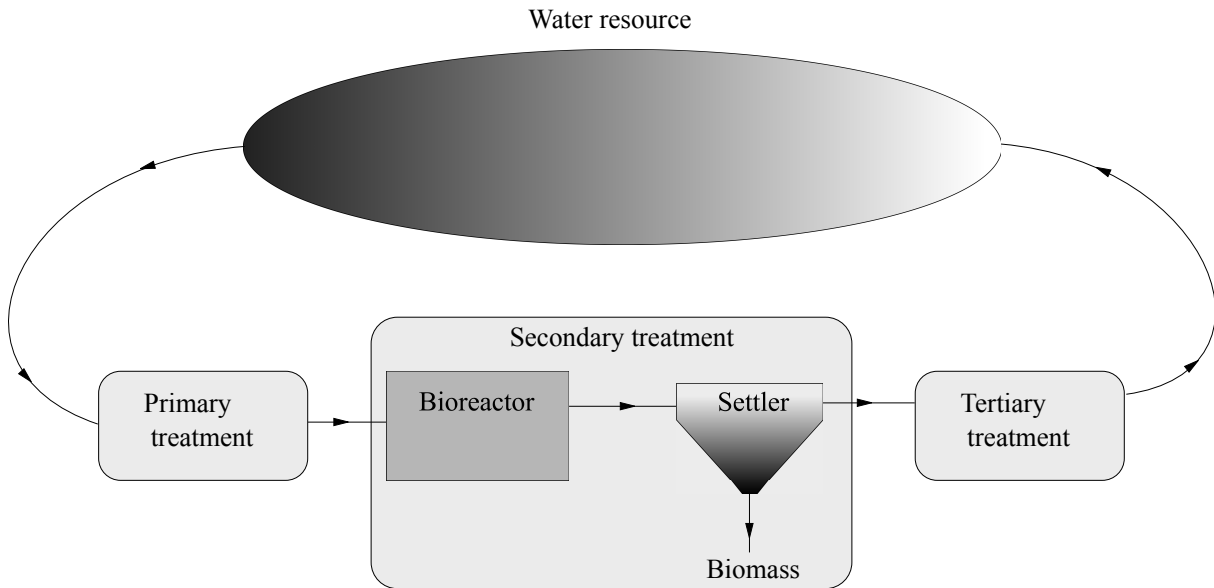 Water resource
Secondary treatment
Primary
treatment
Bioreactor
Settler
Tertiary
treatment
Biomass